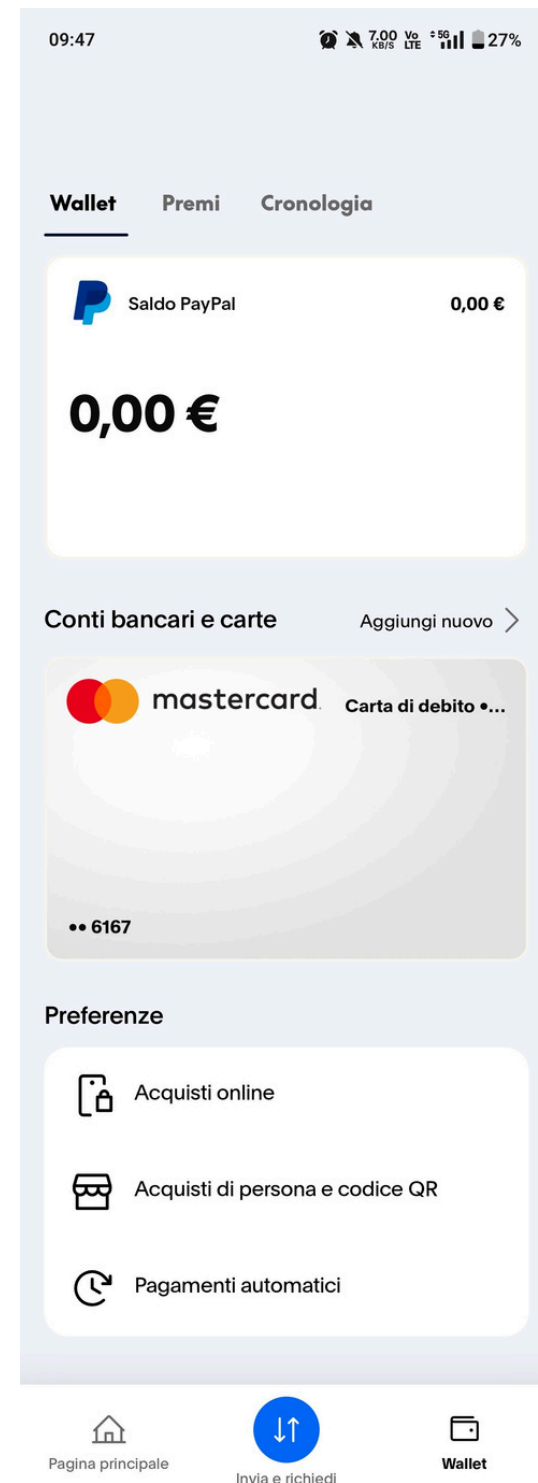 09:47 7.00 KB/S Vo LTE 5G 27%
Wallet Premi Cronologia
Saldo PayPal 0,00 €
0,00 €
Conti bancari e carte Aggiungi nuovo
mastercard. Carta di debito •...
•• 6167
Preferenze
Acquisti online
Acquisti di persona e codice QR
Pagamenti automatici
Pagina principale Invia e richiedi Wallet